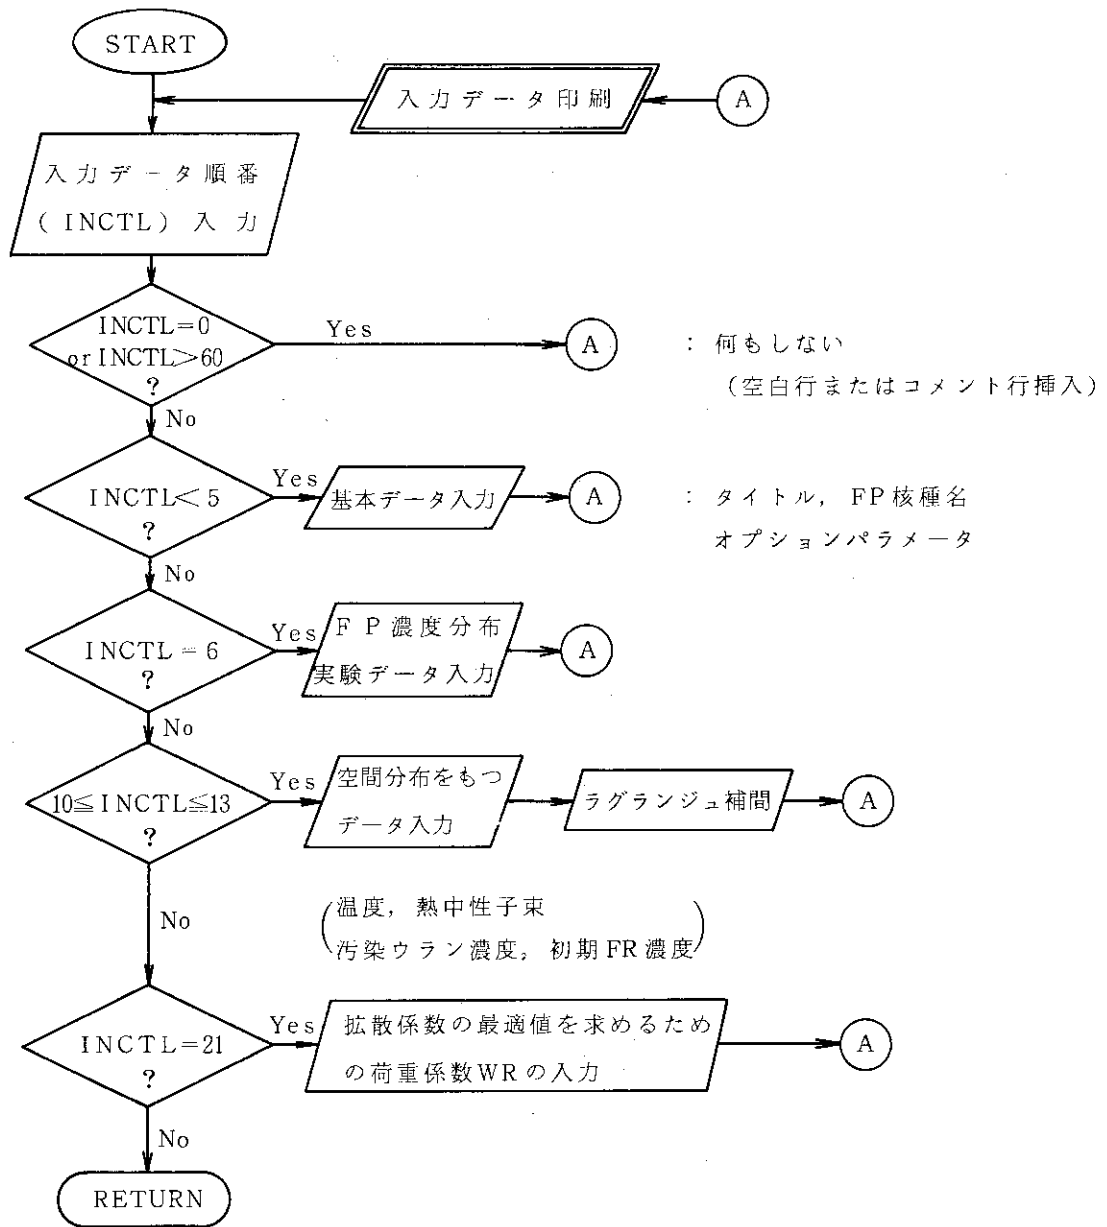 START
入力データ印刷
A
入力データ順番
(INCTL) 入力
INCTL=0
or INCTL>60
?
Yes
A
: 何もしない
(空白行またはコメント行挿入)
No
INCTL<5
?
Yes
基本データ入力
A
: タイトル, FP核種名
オプションパラメータ
No
INCTL=6
?
Yes
FP濃度分布
実験データ入力
A
No
10≦INCTL≦13
?
Yes
空間分布をもつ
データ入力
ラグランジュ補間
A
No
(温度, 熱中性子束
汚染ウラン濃度, 初期FR濃度)
INCTL=21
?
Yes
拡散係数の最適値を求めるため
の荷重係数WRの入力
A
No
RETURN